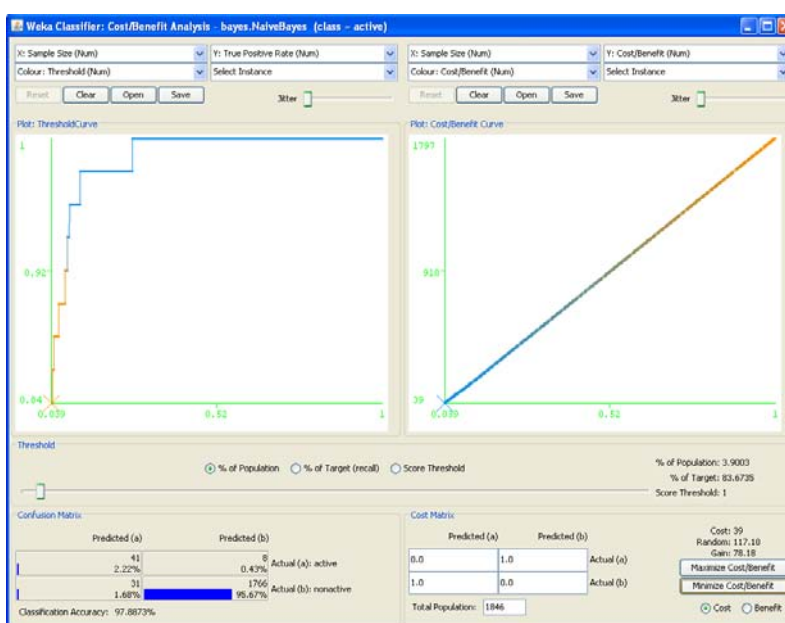 Weka Classifier: Cost/Benefit Analysis - bayes.NaiveBayes (class - active)
X: Sample Size (Num) Y: True Positive Rate (Num) X: Sample Size (Num) Y: Cost/Benefit (Num)
Colour: Threshold (Num) Select Instance Colour: Cost/Benefit (Num) Select Instance
Reset Clear Open Save Jitter Reset Clear Open Save Jitter
Plot: ThresholdCurve Plot: Cost/Benefit Curve
1 1797
0.92 918
0.84 39
0.039 0.52 1 0.039 0.52 1
Threshold
% of Population % of Target (recall) Score Threshold
% of Population: 3.9003
% of Target: 83.6735
Score Threshold: 1
Confusion Matrix
Predicted (a) Predicted (b)
41 8
2.22% 0.43% Actual (a): active
31 1766
1.68% 95.67% Actual (b): nonactive
Classification Accuracy: 97.8873%
Cost Matrix
Predicted (a) Predicted (b)
0.0 1.0 Actual (a)
1.0 0.0 Actual (b)
Total Population: 1846
Cost: 39
Random: 117.18
Gain: 78.18
Maximize Cost/Benefit
Minimize Cost/Benefit
Cost Benefit